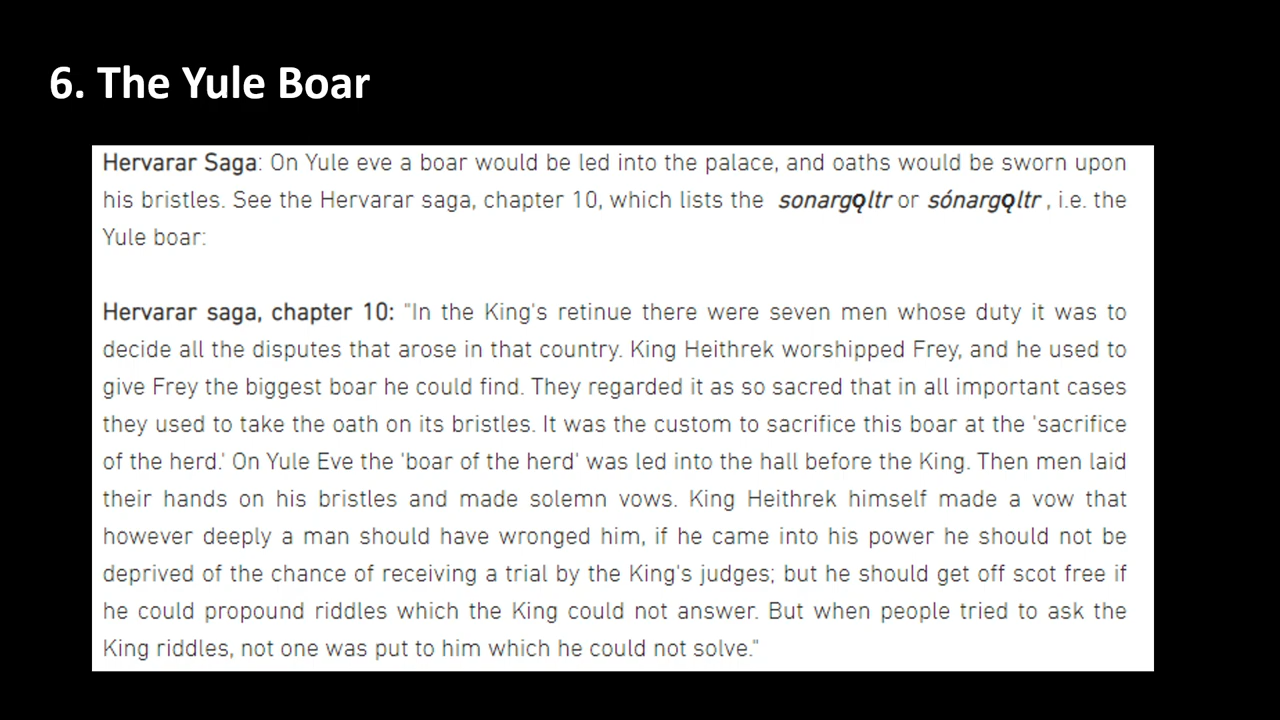 6. The Yule Boar
Hervarar Saga: On Yule eve a boar would be led into the palace, and oaths would be sworn upon
his bristles. See the Hervarar saga, chapter 10, which lists the sonargǫltr or sónargǫltr , i.e. the
Yule boar:
Hervarar saga, chapter 10: "In the King's retinue there were seven men whose duty it was to
decide all the disputes that arose in that country. King Heithrek worshipped Frey, and he used to
give Frey the biggest boar he could find. They regarded it as so sacred that in all important cases
they used to take the oath on its bristles. It was the custom to sacrifice this boar at the 'sacrifice
of the herd.' On Yule Eve the 'boar of the herd' was led into the hall before the King. Then men laid
their hands on his bristles and made solemn vows. King Heithrek himself made a vow that
however deeply a man should have wronged him, if he came into his power he should not be
deprived of the chance of receiving a trial by the King's judges; but he should get off scot free if
he could propound riddles which the King could not answer. But when people tried to ask the
King riddles, not one was put to him which he could not solve."